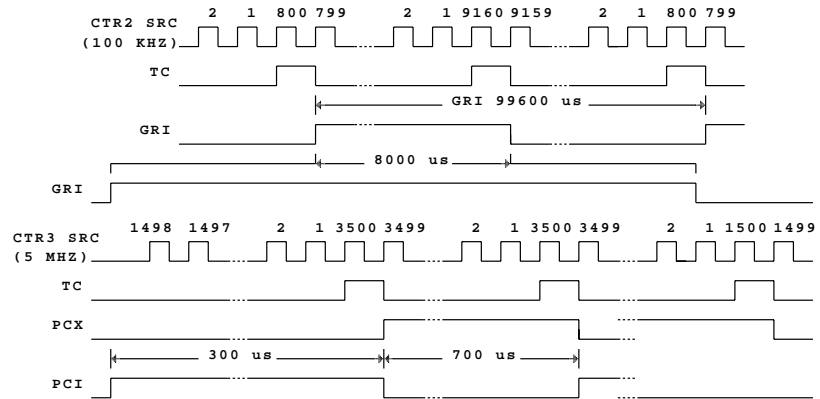 2 1 800 799 2 1 9160 9159 2 1 800 799
CTR2 SRC
(100 KHZ)
TC
GRI 99600 us
GRI
8000 us
GRI
1498 1497 2 1 3500 3499 2 1 3500 3499 2 1 1500 1499
CTR3 SRC
(5 MHZ)
TC
PCX
300 us 700 us
PCI